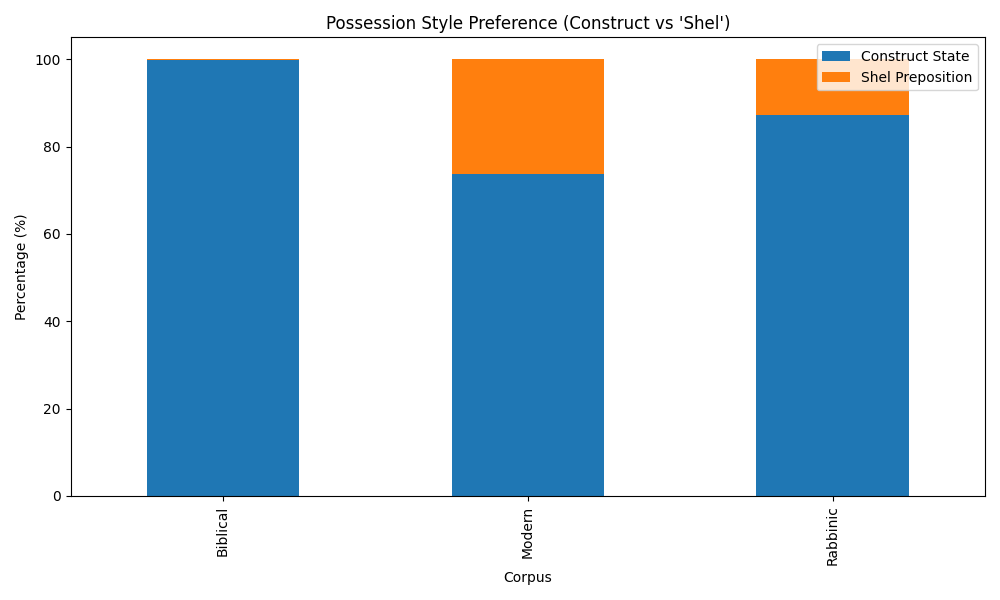 Possession Style Preference (Construct vs 'Shel')
Construct State
Shel Preposition
Percentage (%)
100
80
60
40
20
0
Biblical
Modern
Rabbinic
Corpus